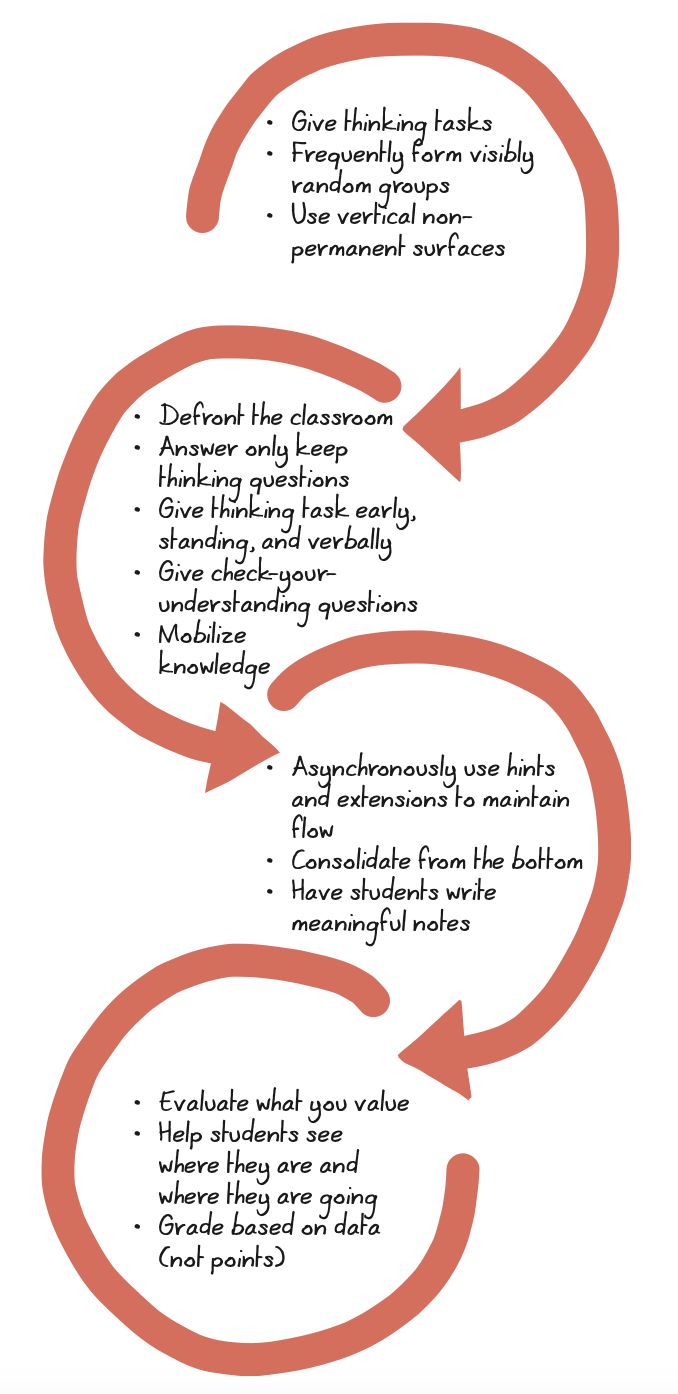 • Give thinking tasks
• Frequently form visibly
random groups
• Use vertical non-
permanent surfaces
• Defront the classroom
• Answer only keep
thinking questions
• Give thinking task early,
standing, and verbally
• Give check-your-
understanding questions
• Mobilize
knowledge
• Asynchronously use hints
and extensions to maintain
flow
• Consolidate from the bottom
• Have students write
meaningful notes
• Evaluate what you value
• Help students see
where they are and
where they are going
• Grade based on data
(not points)